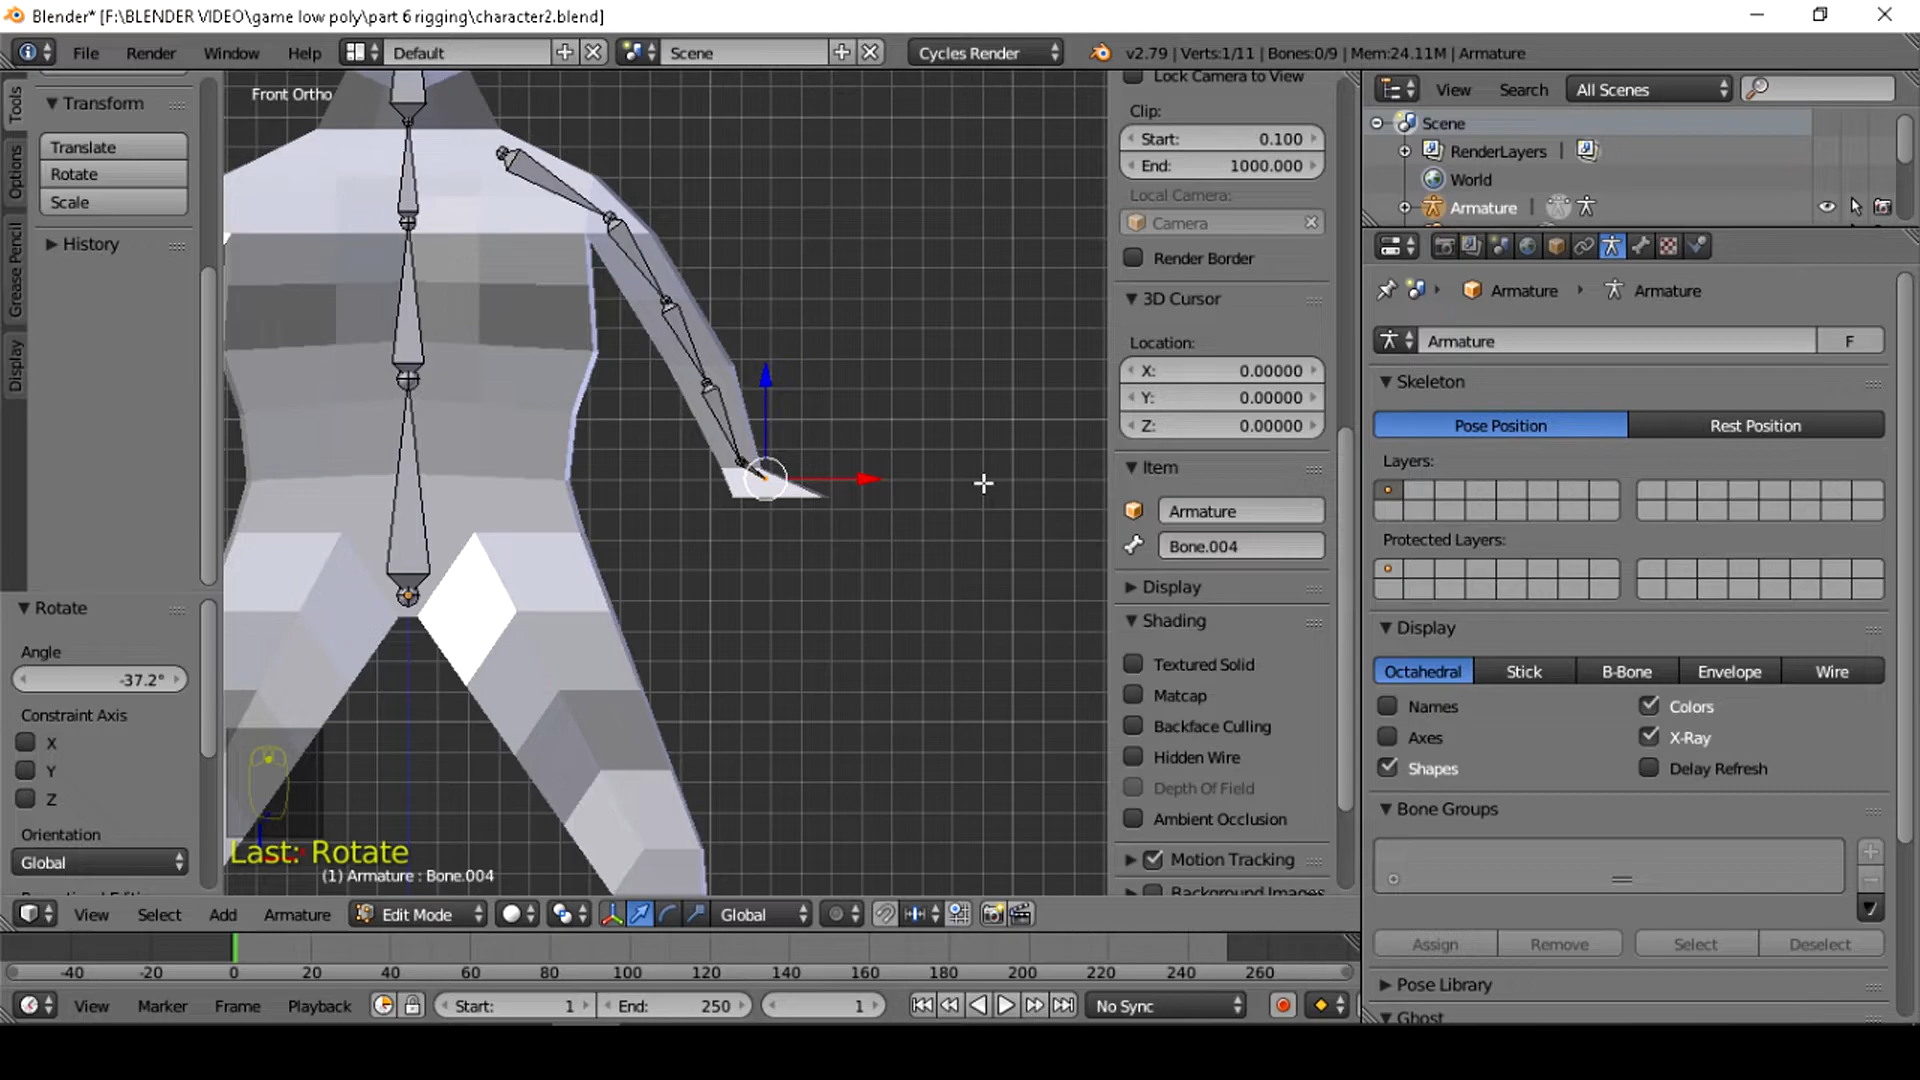 Blender* [F:\BLENDER VIDEO\game low poly\part 6 rigging\character2.blend]
File Render Window Help Default Scene Cycles Render v2.79 | Verts:1/11 | Bones:0/9 | Mem:24.11M | Armature
Tools
Options
Grease Pencil
Display
Transform
Translate
Rotate
Scale
History
Rotate
Angle
-37.2°
Constraint Axis
X
Y
Z
Orientation
Global
Front Ortho
Last: Rotate
(1) Armature : Bone.004
Lock Camera to View
Clip:
Start: 0.100
End: 1000.000
Local Camera:
Camera
Render Border
3D Cursor
Location:
X: 0.00000
Y: 0.00000
Z: 0.00000
Item
Armature
Bone.004
Display
Shading
Textured Solid
Matcap
Backface Culling
Hidden Wire
Depth Of Field
Ambient Occlusion
Motion Tracking
Background Images
View Search All Scenes
Scene
RenderLayers |
World
Armature |
Armature Armature
Armature F
Skeleton
Pose Position Rest Position
Layers:
Protected Layers:
Display
Octahedral Stick B-Bone Envelope Wire
Names Colors
Axes X-Ray
Shapes Delay Refresh
Bone Groups
Assign Remove Select Deselect
Pose Library
Ghost
View Select Add Armature Edit Mode Global
-40 -20 0 20 40 60 80 100 120 140 160 180 200 220 240 260
View Marker Frame Playback Start: 1 End: 250 1 No Sync